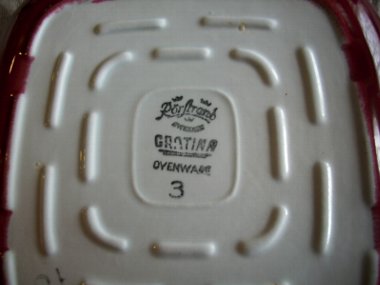 Rörstrand
SWEDEN
GRATINA
OVENWARE
3